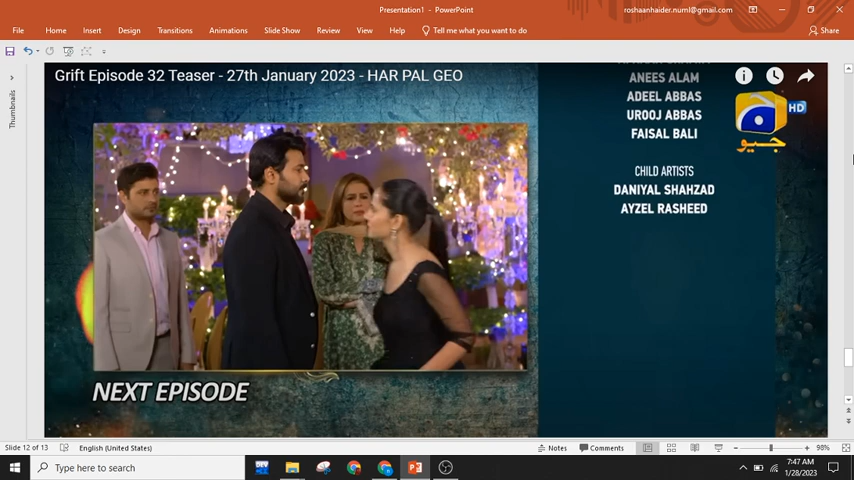 Presentation1 - PowerPoint
roshaanhaider.numl@gmail.com
File Home Insert Design Transitions Animations Slide Show Review View Help Tell me what you want to do
Share
Thumbnails
Grift Episode 32 Teaser - 27th January 2023 - HAR PAL GEO
ANEES ALAM
ADEEL ABBAS
UROOJ ABBAS
FAISAL BALI
HD
جيو
CHILD ARTISTS
DANIYAL SHAHZAD
AYZEL RASHEED
NEXT EPISODE
Slide 12 of 13
English (United States)
Notes
Comments
98%
Type here to search
DEV
7:47 AM
1/28/2023